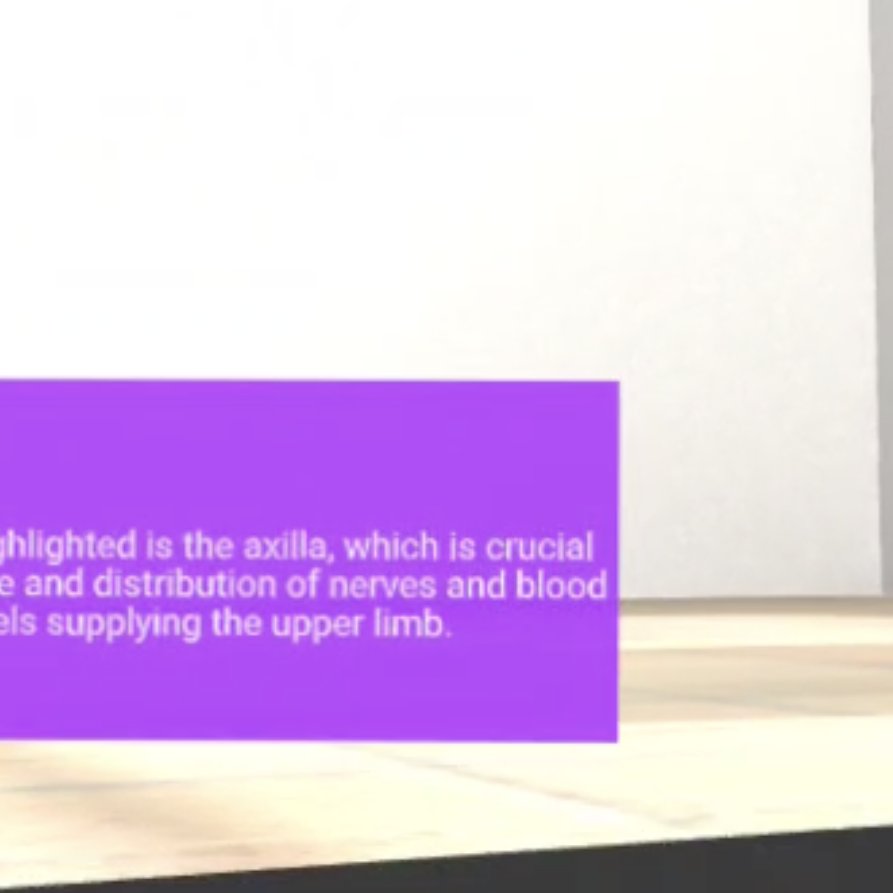 ghlighted is the axilla, which is crucial
e and distribution of nerves and blood
els supplying the upper limb.